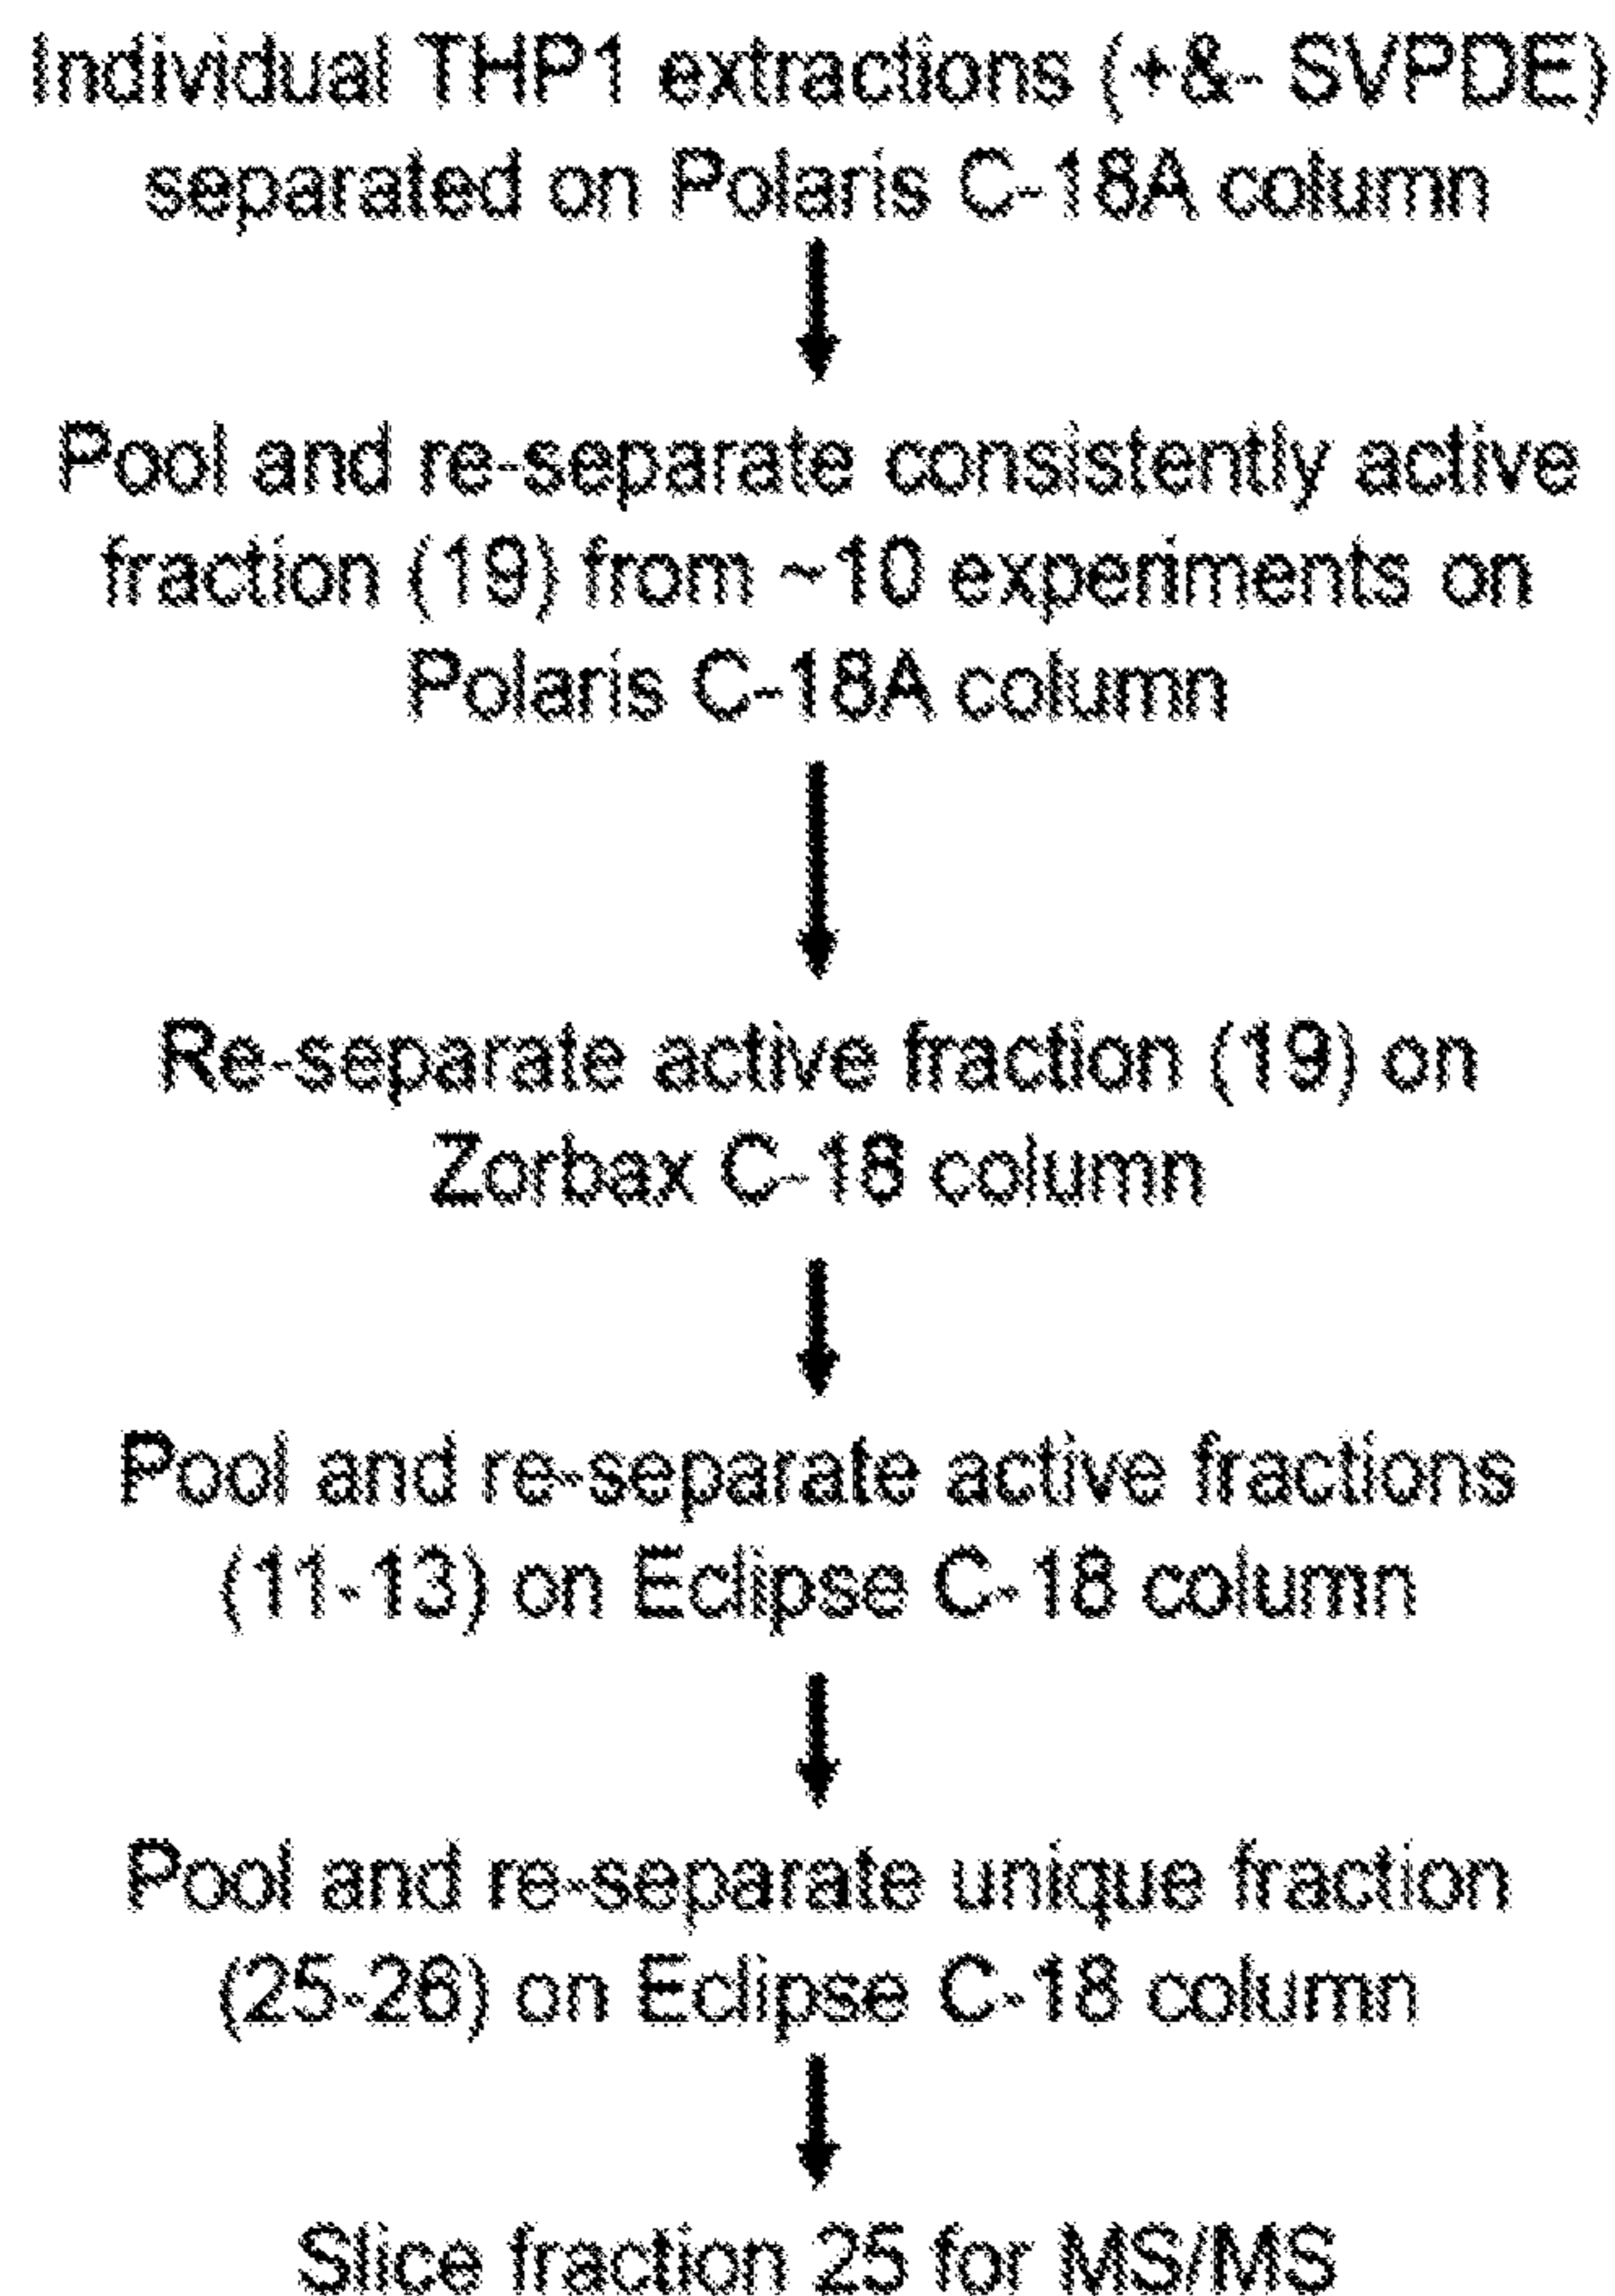 Individual THP1 extractions (+&- SVPDE)
separated on Polaris C-18A column
Pool and re-separate consistently active
fraction (19) from ~10 experiments on
Polaris C-18A column
Re-separate active fraction (19) on
Zorbax C-18 column
Pool and re-separate active fractions
(11-13) on Eclipse C-18 column
Pool and re-separate unique fraction
(25-26) on Eclipse C-18 column
Slice fraction 25 for MS/MS